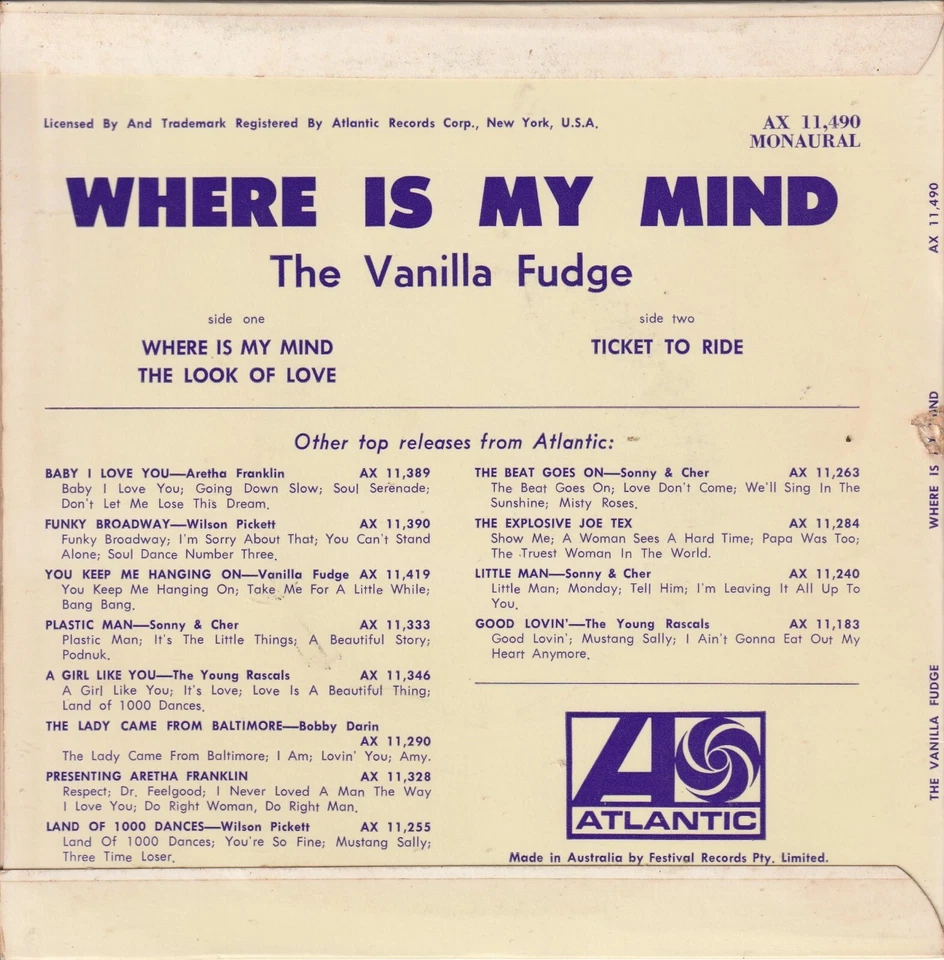 Licensed By And Trademark Registered By Atlantic Records Corp., New York, U.S.A.
AX 11,490
MONAURAL
WHERE IS MY MIND
The Vanilla Fudge
side one
WHERE IS MY MIND
THE LOOK OF LOVE
side two
TICKET TO RIDE
Other top releases from Atlantic:
BABY I LOVE YOU—Aretha Franklin AX 11,389
Baby I Love You; Going Down Slow; Soul Serenade;
Don't Let Me Lose This Dream.
FUNKY BROADWAY—Wilson Pickett AX 11,390
Funky Broadway; I'm Sorry About That; You Can't Stand
Alone; Soul Dance Number Three.
YOU KEEP ME HANGING ON—Vanilla Fudge AX 11,419
You Keep Me Hanging On; Take Me For A Little While;
Bang Bang.
PLASTIC MAN—Sonny & Cher AX 11,333
Plastic Man; It's The Little Things; A Beautiful Story;
Podnuk.
A GIRL LIKE YOU—The Young Rascals AX 11,346
A Girl Like You; It's Love; Love Is A Beautiful Thing;
Land of 1000 Dances.
THE LADY CAME FROM BALTIMORE—Bobby Darin
AX 11,290
The Lady Came From Baltimore; I Am; Lovin' You; Amy.
PRESENTING ARETHA FRANKLIN AX 11,328
Respect; Dr. Feelgood; I Never Loved A Man The Way
I Love You; Do Right Woman, Do Right Man.
LAND OF 1000 DANCES—Wilson Pickett AX 11,255
Land Of 1000 Dances; You're So Fine; Mustang Sally;
Three Time Loser.
THE BEAT GOES ON—Sonny & Cher AX 11,263
The Beat Goes On; Love Don't Come; We'll Sing In The
Sunshine; Misty Roses.
THE EXPLOSIVE JOE TEX AX 11,284
Show Me; A Woman Sees A Hard Time; Papa Was Too;
The Truest Woman In The World.
LITTLE MAN—Sonny & Cher AX 11,240
Little Man; Monday; Tell Him; I'm Leaving It All Up To
You.
GOOD LOVIN'—The Young Rascals AX 11,183
Good Lovin'; Mustang Sally; I Ain't Gonna Eat Out My
Heart Anymore.
A
ATLANTIC
Made in Australia by Festival Records Pty. Limited.
THE VANILLA FUDGE WHERE IS MIND AX 11,490